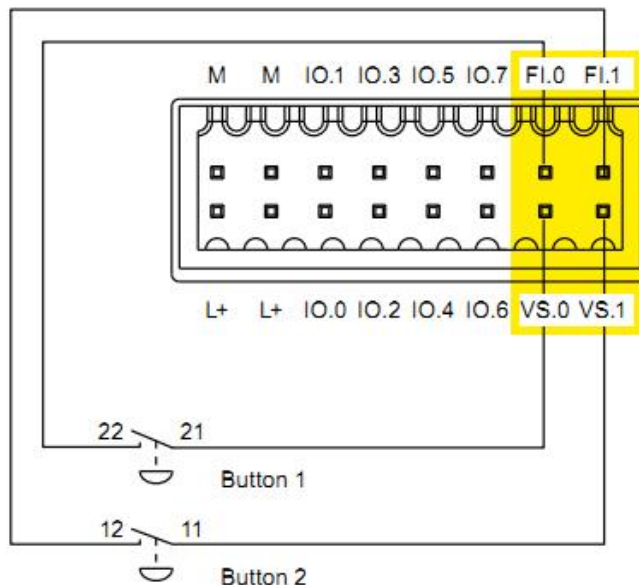 M M IO.1 IO.3 IO.5 IO.7 FI.0 FI.1
L+ L+ IO.0 IO.2 IO.4 IO.6 VS.0 VS.1
22 21
Button 1
12 11
Button 2